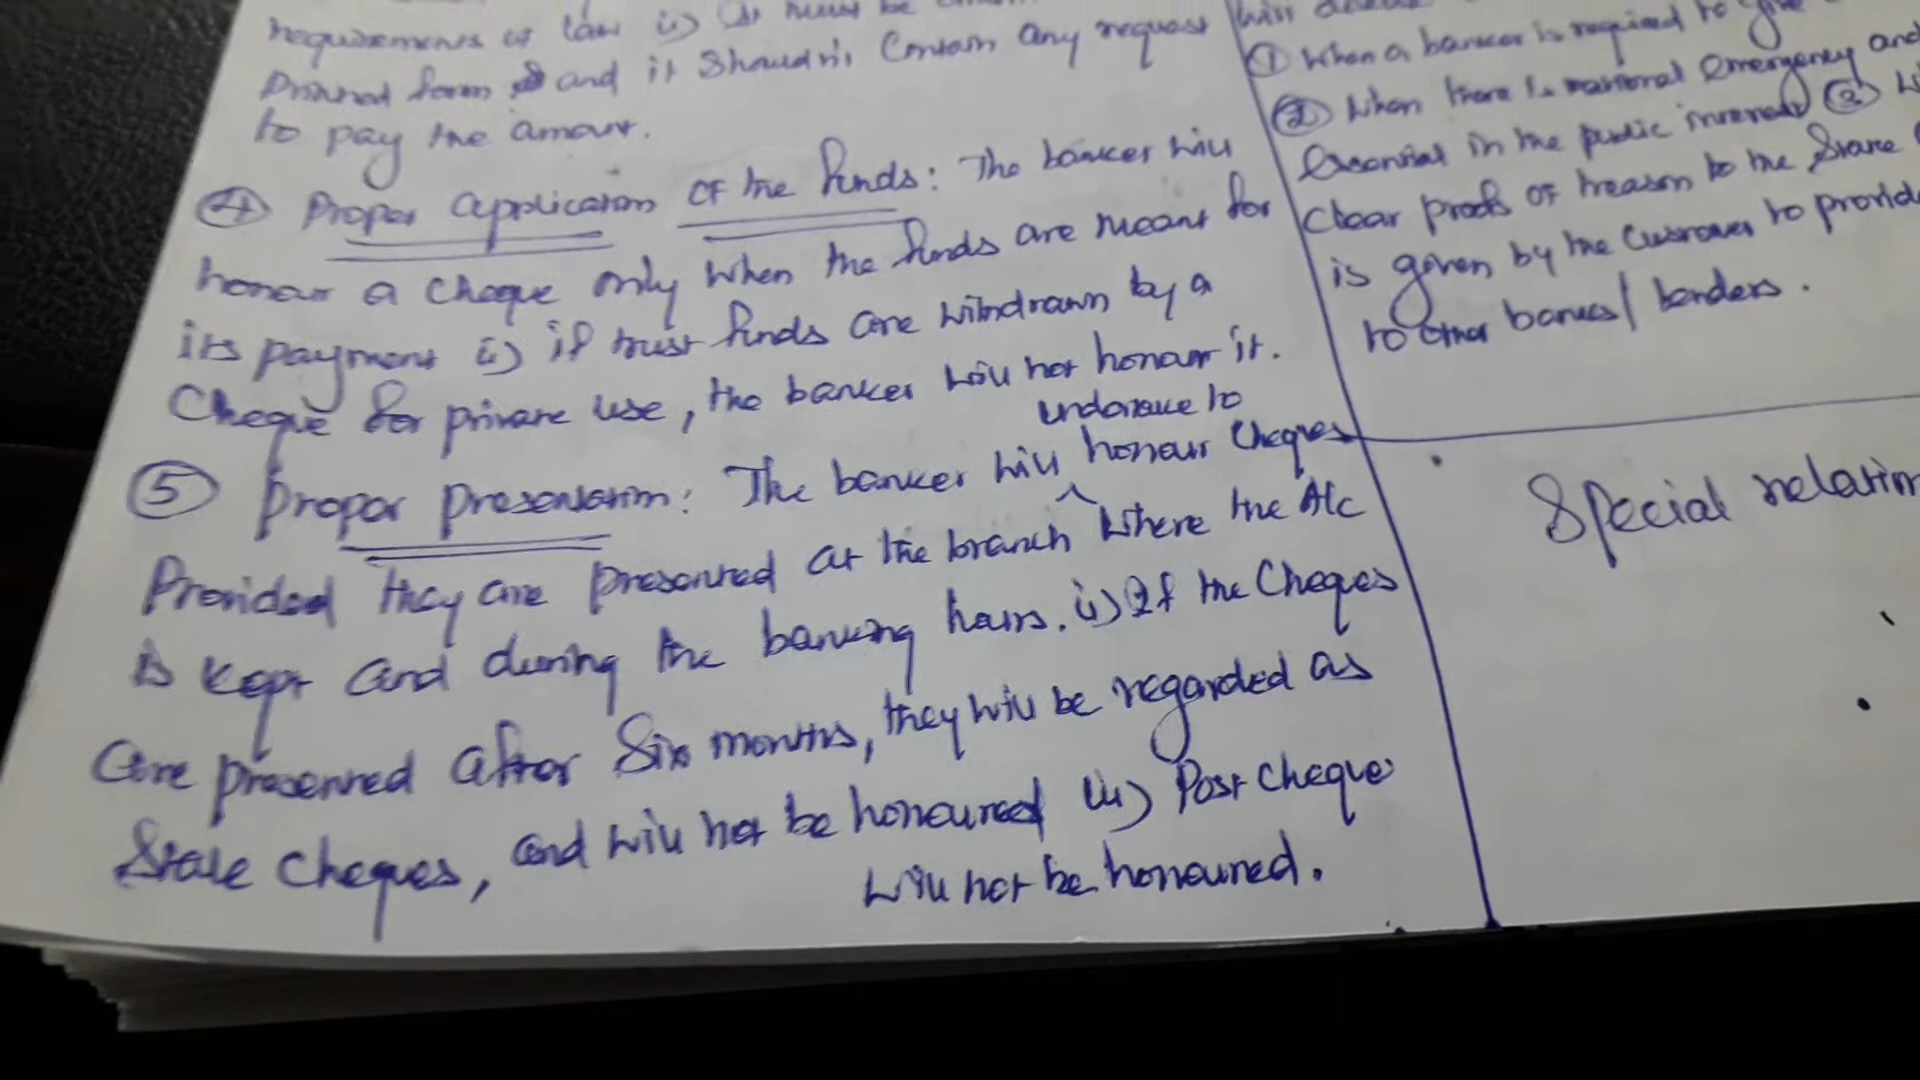 requirements of law ii) It must be
Printed form and it shouldn't contain any request
to pay the amount.
④ Proper application of the funds: The banker will
honour a cheque only when the funds are meant for
its payment ii) if trust funds are withdrawn by a
Cheque for private use, the banker will not honour it.
undertake to
⑤ Proper presentation: The banker will ^ honour cheques
Provided they are presented at the branch where the A/c
is kept and during the banking hours. ii) If the cheques
are presented after six months, they will be regarded as
Stale cheques, and will not be honoured iii) Post cheque
will not be honoured.
① When a banker is required to give
② When there is national emergency and
Essential in the public interest ③
clear proofs of treason to the State
is given by the customer to provide
to other banks/ lenders.
Special relation